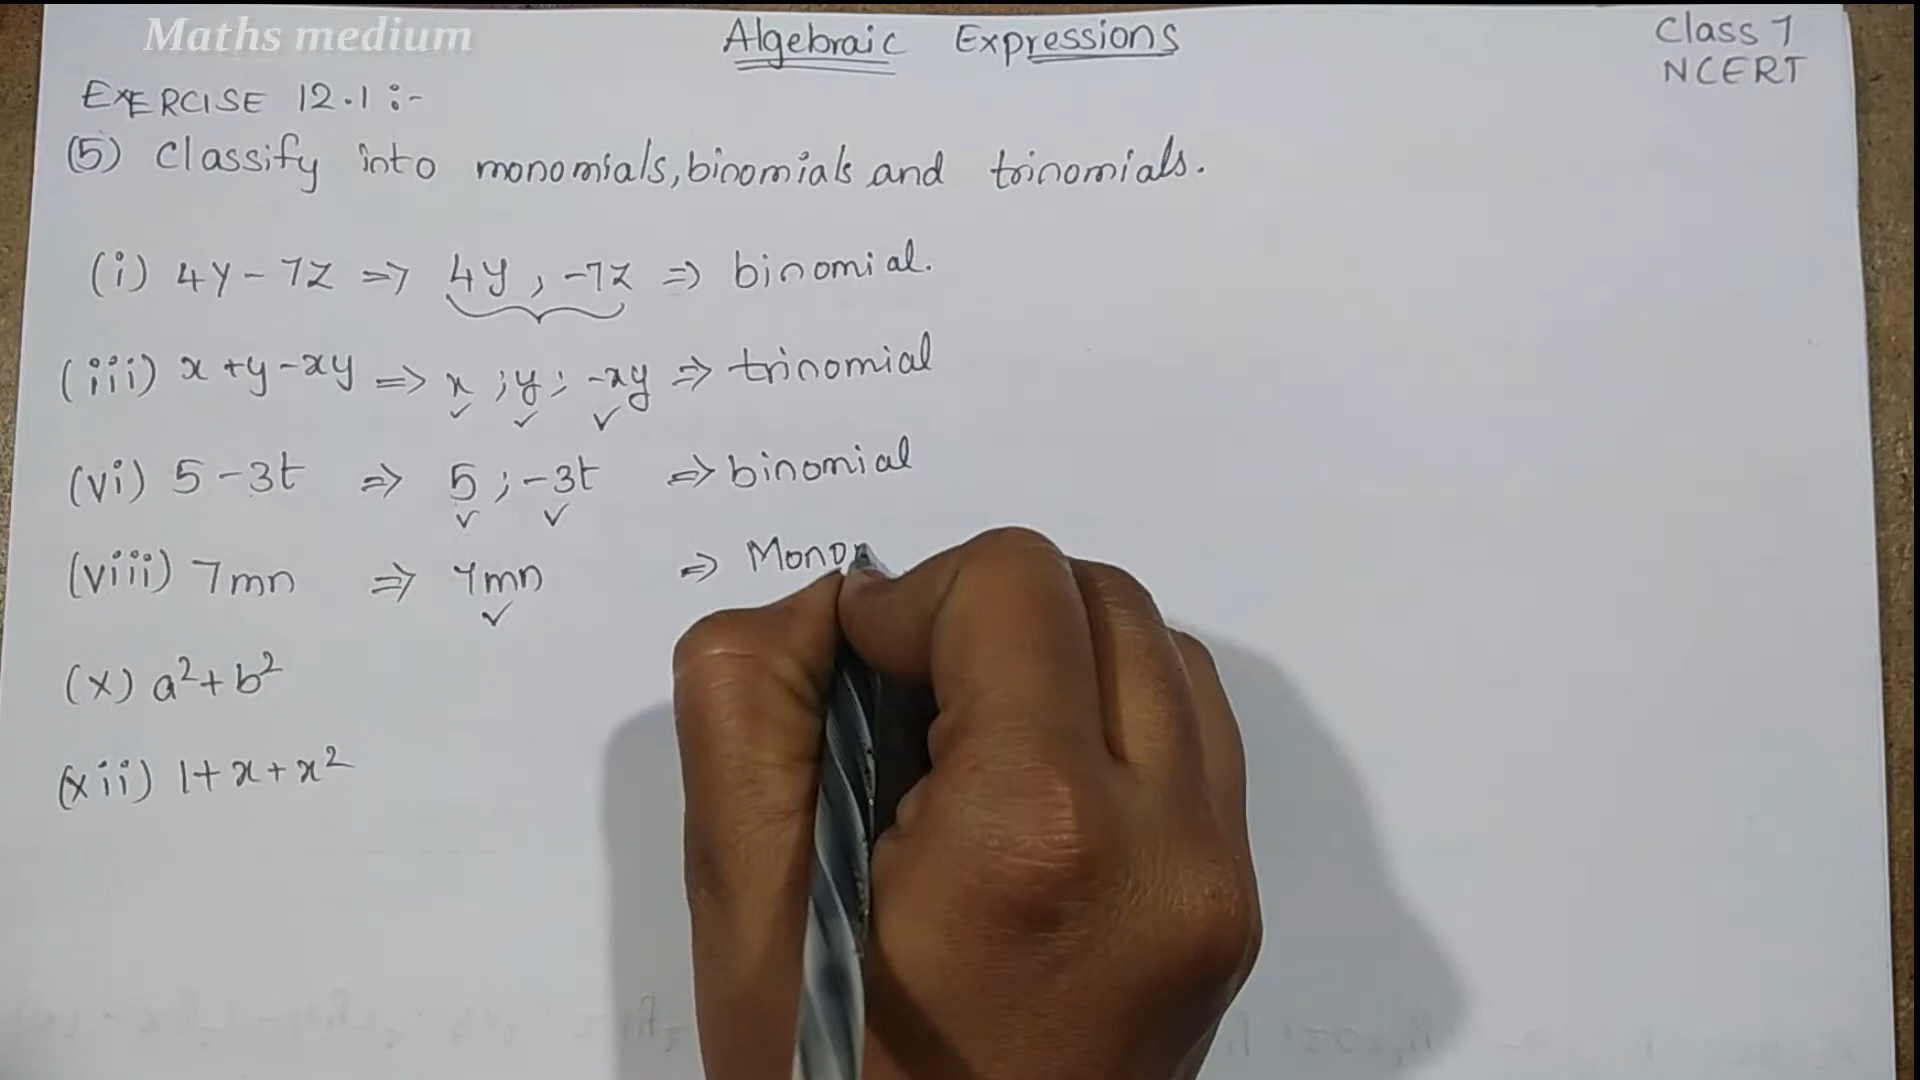 Maths medium
Algebraic Expressions
Class 7
NCERT
EXERCISE 12.1 :-
(5) Classify into monomials, binomials and trinomials.
(i) 4y - 7z => 4y, -7z => binomial.
(iii) x + y - xy => x ; y ; -xy => trinomial
(vi) 5 - 3t => 5 ; -3t => binomial
(viii) 7mn => 7mn => Monom
(x) a² + b²
(xii) 1 + x + x²